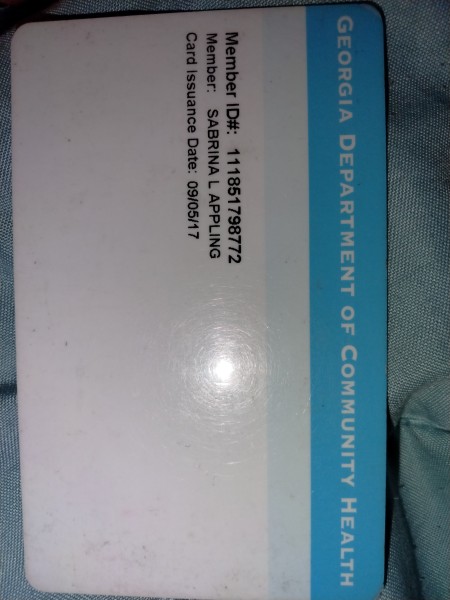 GEORGIA DEPARTMENT OF COMMUNITY HEALTH
Member ID#: 111851798772
Member: SABRINA L APPLING
Card Issuance Date: 09/05/17